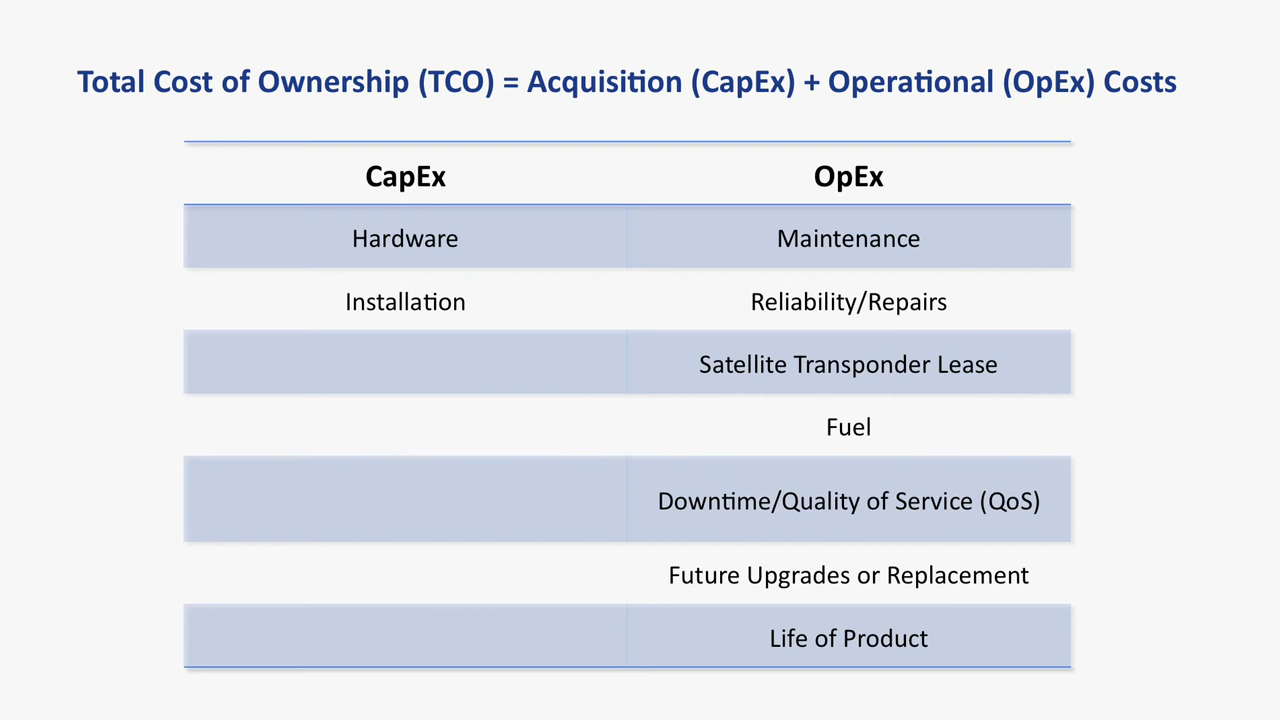 Total Cost of Ownership (TCO) = Acquisition (CapEx) + Operational (OpEx) Costs
CapEx OpEx
Hardware Maintenance
Installation Reliability/Repairs
Satellite Transponder Lease
Fuel
Downtime/Quality of Service (QoS)
Future Upgrades or Replacement
Life of Product